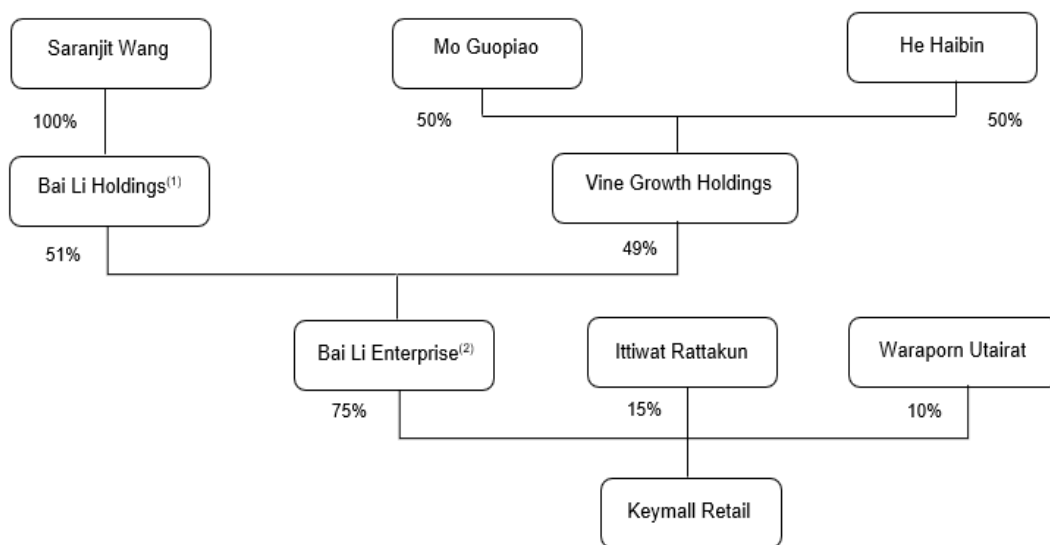 Saranjit Wang
Mo Guopiao
He Haibin
100%
50%
50%
Bai Li Holdings(1)
Vine Growth Holdings
51%
49%
Bai Li Enterprise(2)
Ittiwat Rattakun
Waraporn Utairat
75%
15%
10%
Keymall Retail